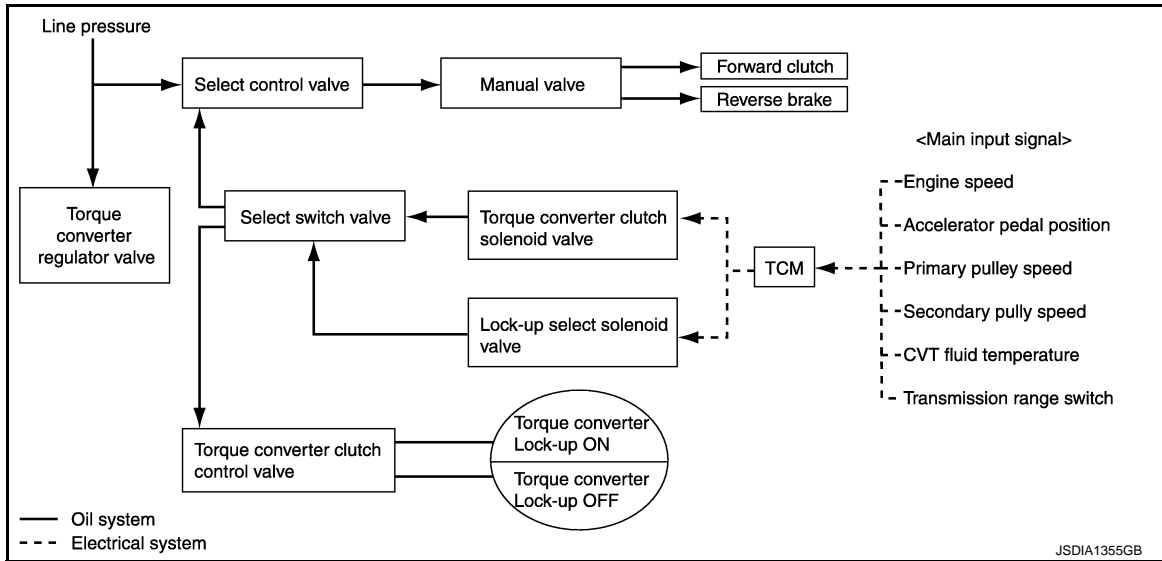 Line pressure
Select control valve
Manual valve
Forward clutch
Reverse brake
<Main input signal>
Torque
converter
regulator valve
Select switch valve
Torque converter clutch
solenoid valve
TCM
Engine speed
Accelerator pedal position
Primary pulley speed
Secondary pully speed
CVT fluid temperature
Transmission range switch
Lock-up select solenoid
valve
Torque converter clutch
control valve
Torque converter
Lock-up ON
Torque converter
Lock-up OFF
Oil system
Electrical system
JSDIA1355GB